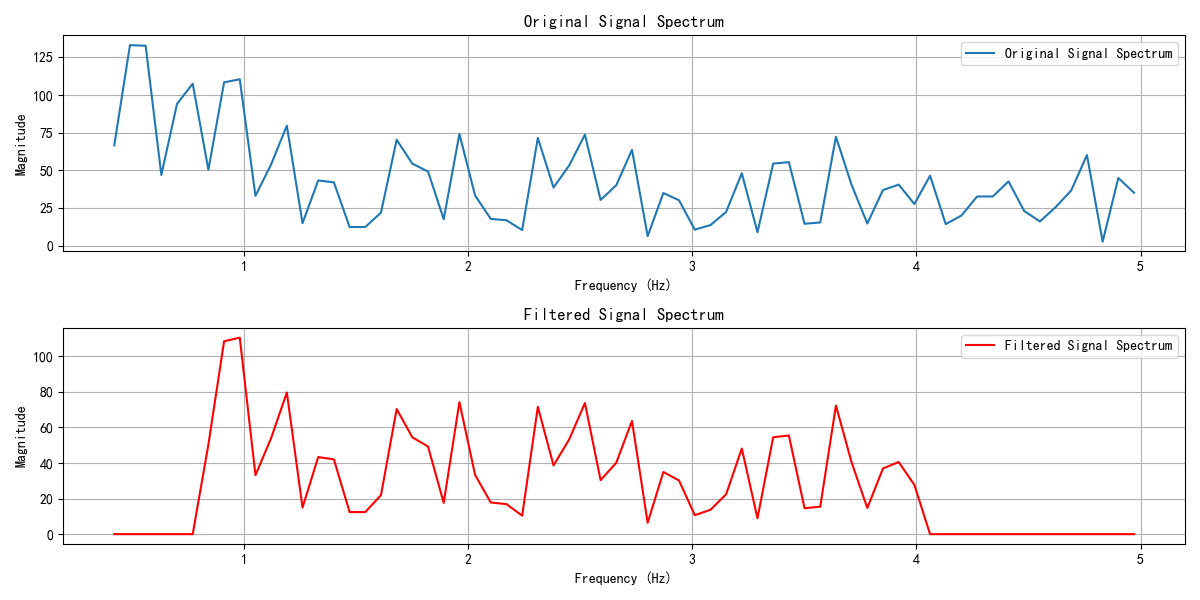 Original Signal Spectrum
Original Signal Spectrum
125
100
75
50
25
0
Magnitude
1 2 3 4 5
Frequency (Hz)
Filtered Signal Spectrum
Filtered Signal Spectrum
100
80
60
40
20
0
Magnitude
1 2 3 4 5
Frequency (Hz)